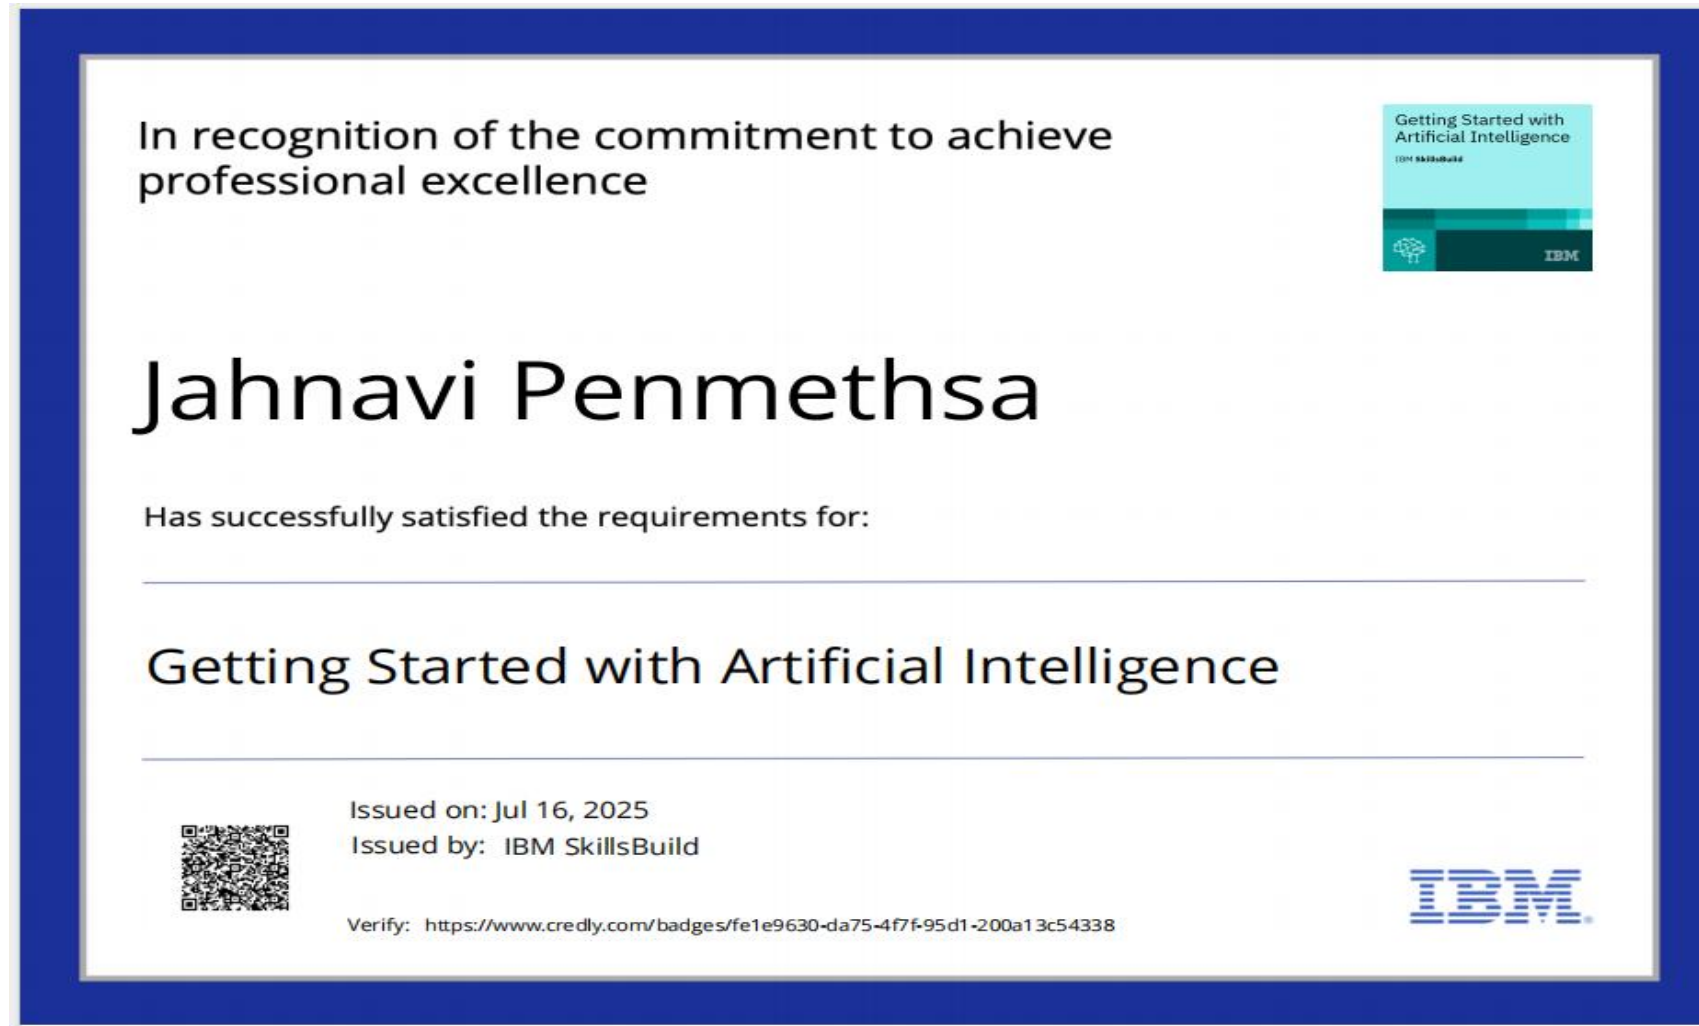 In recognition of the commitment to achieve
professional excellence
Getting Started with
Artificial Intelligence
IBM SkillsBuild
IBM
Jahnavi Penmethsa
Has successfully satisfied the requirements for:
Getting Started with Artificial Intelligence
Issued on: Jul 16, 2025
Issued by: IBM SkillsBuild
Verify: https://www.credly.com/badges/fe1e9630-da75-4f7f-95d1-200a13c54338
IBM